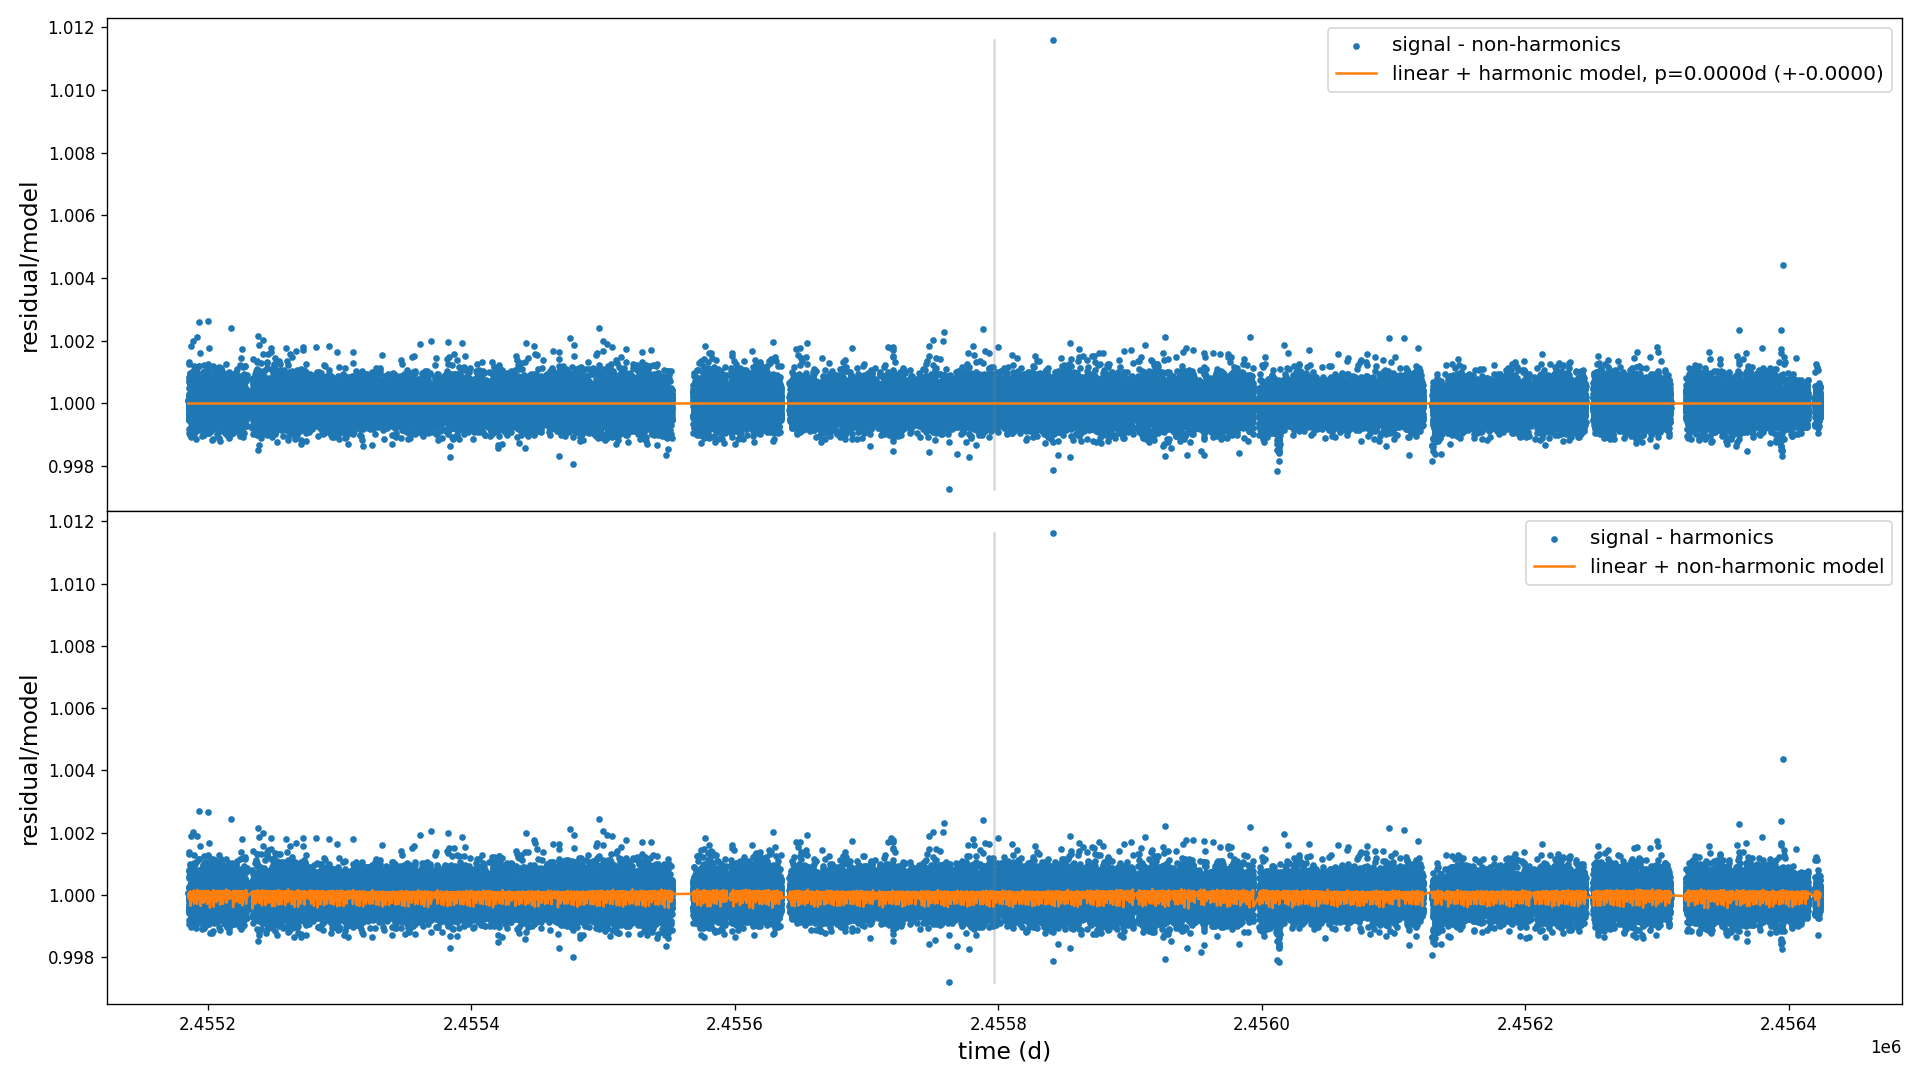 1.012
1.010
1.008
1.006
1.004
1.002
1.000
0.998
residual/model
signal - non-harmonics
linear + harmonic model, p=0.0000d (+-0.0000)
1.012
1.010
1.008
1.006
1.004
1.002
1.000
0.998
residual/model
signal - harmonics
linear + non-harmonic model
2.4552
2.4554
2.4556
2.4558
2.4560
2.4562
2.4564
1e6
time (d)